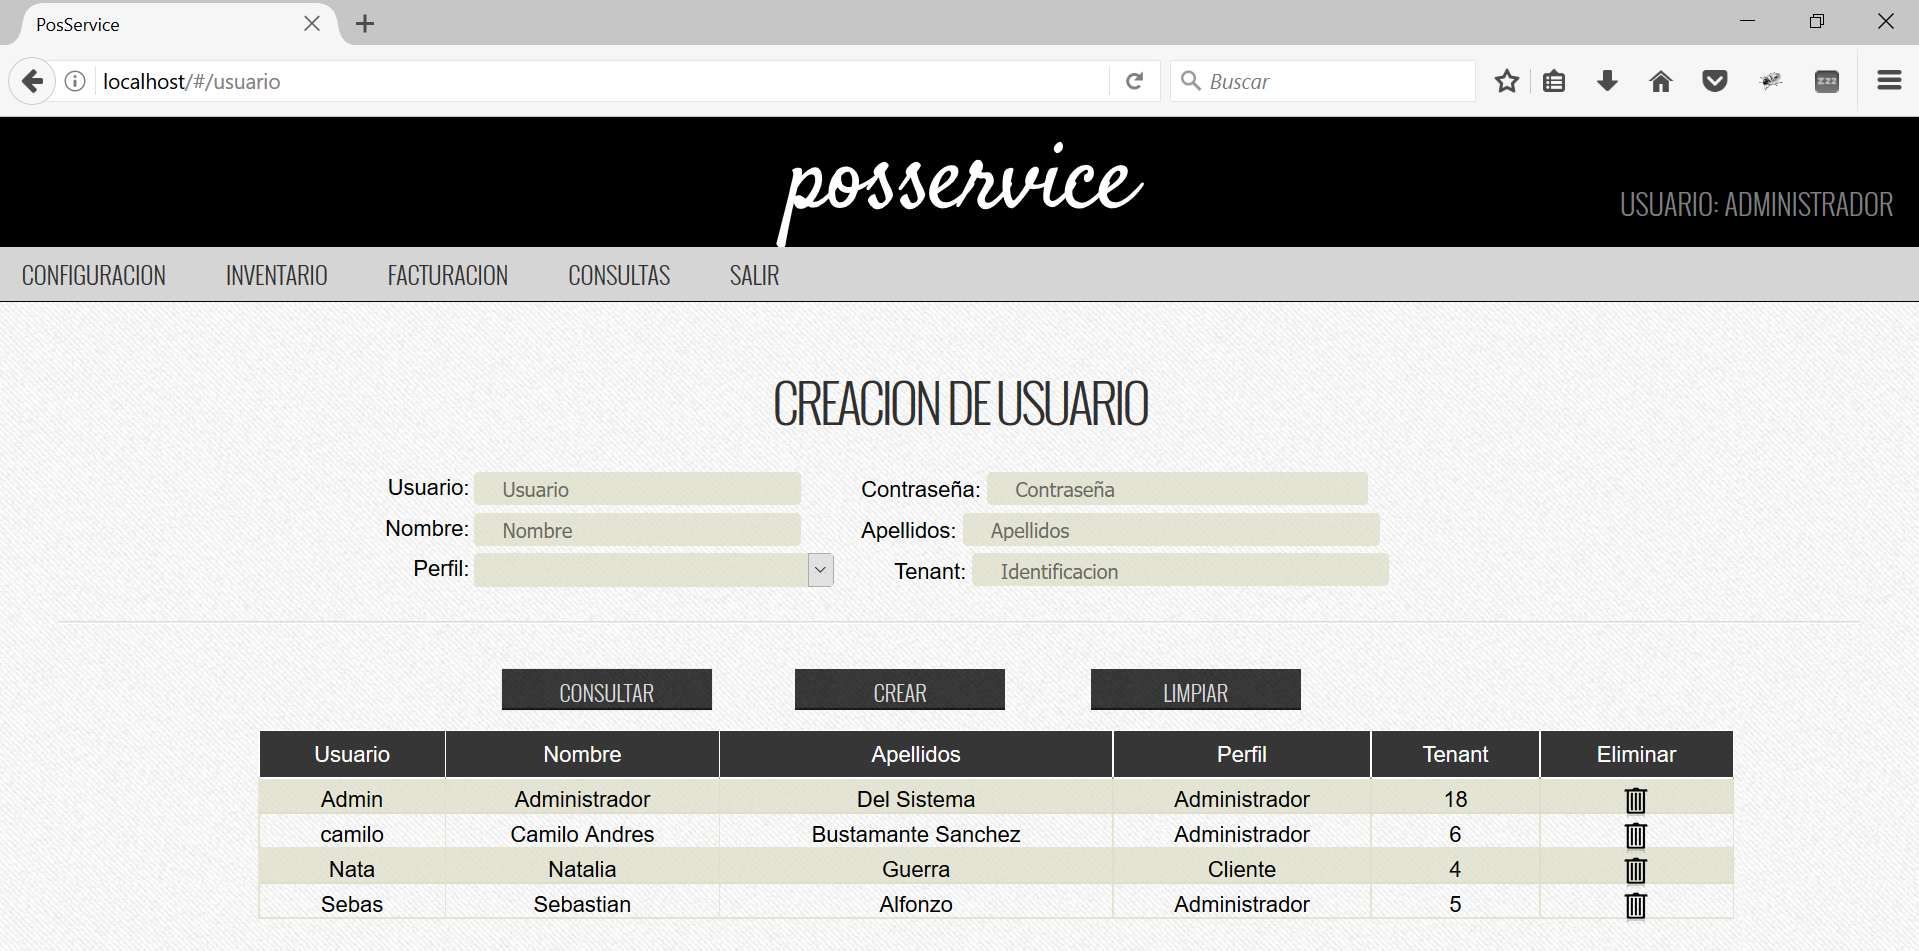 PosService
localhost/#/usuario
Buscar
zzz
posservice
USUARIO: ADMINISTRADOR
CONFIGURACION INVENTARIO FACTURACION CONSULTAS SALIR
CREACION DE USUARIO
Usuario: Usuario Contraseña: Contraseña
Nombre: Nombre Apellidos: Apellidos
Perfil: Tenant: Identificacion
CONSULTAR CREAR LIMPIAR
Usuario Nombre Apellidos Perfil Tenant Eliminar
Admin Administrador Del Sistema Administrador 18
camilo Camilo Andres Bustamante Sanchez Administrador 6
Nata Natalia Guerra Cliente 4
Sebas Sebastian Alfonzo Administrador 5